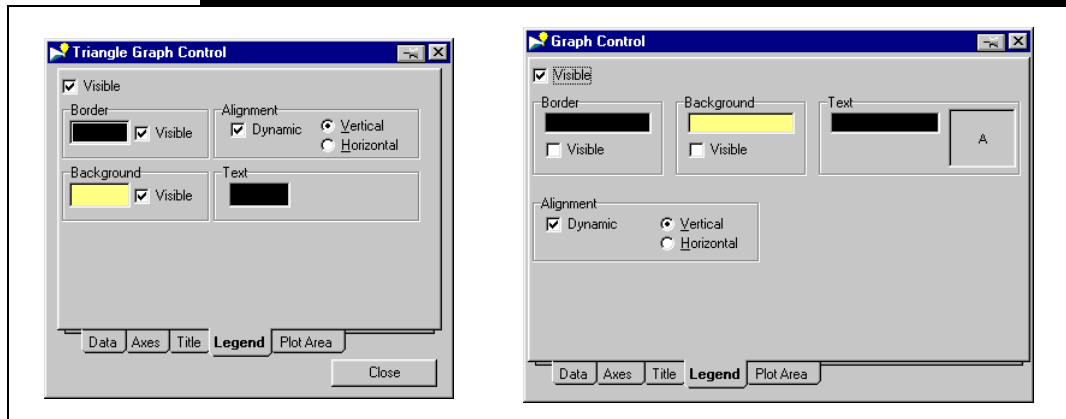 Triangle Graph Control
Visible
Border
Visible
Alignment
Dynamic
Vertical
Horizontal
Background
Visible
Text
Data Axes Title Legend Plot Area
Close
Graph Control
Visible
Border
Visible
Background
Visible
Text
A
Alignment
Dynamic
Vertical
Horizontal
Data Axes Title Legend Plot Area